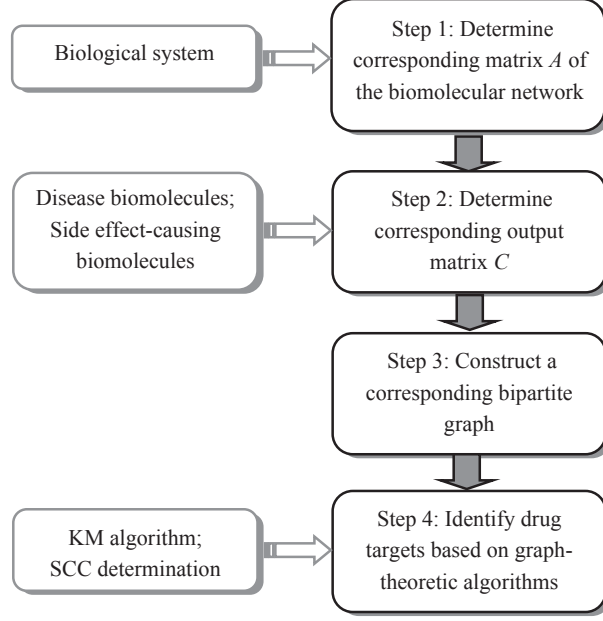 Biological system
Step 1: Determine
corresponding matrix A of
the biomolecular network
Disease biomolecules;
Side effect-causing
biomolecules
Step 2: Determine
corresponding output
matrix C
Step 3: Construct a
corresponding bipartite
graph
KM algorithm;
SCC determination
Step 4: Identify drug
targets based on graph-
theoretic algorithms